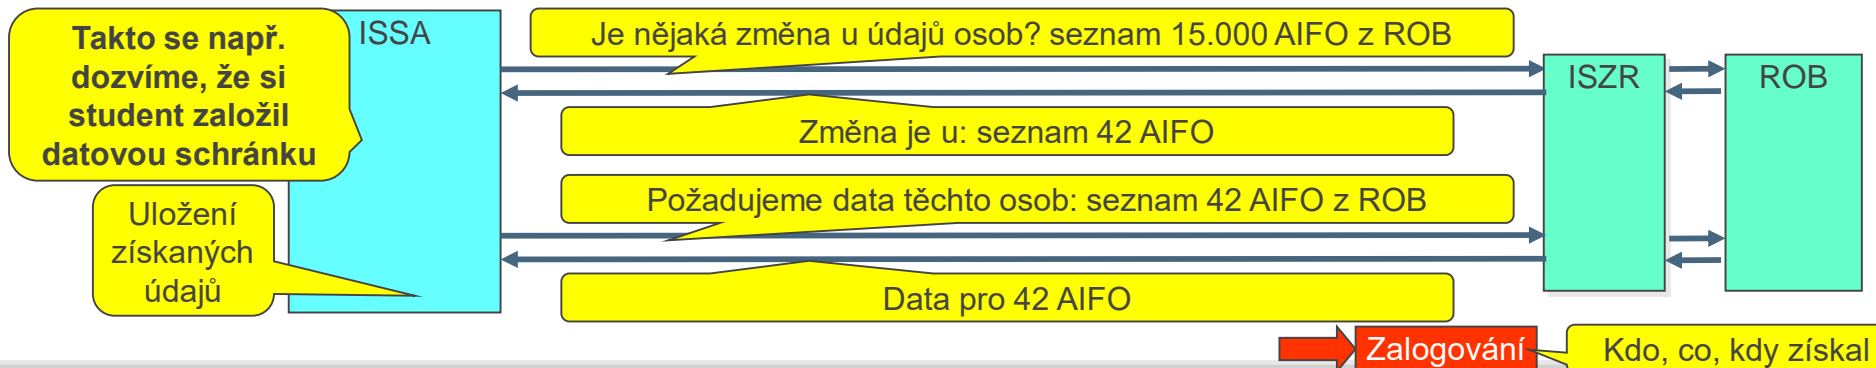 Takto se např.
dozvíme, že si
student založil
datovou schránku
ISSA
Je nějaká změna u údajů osob? seznam 15.000 AIFO z ROB
ISZR
ROB
Změna je u: seznam 42 AIFO
Požadujeme data těchto osob: seznam 42 AIFO z ROB
Uložení
získaných
údajů
Data pro 42 AIFO
Zalogování
Kdo, co, kdy získal